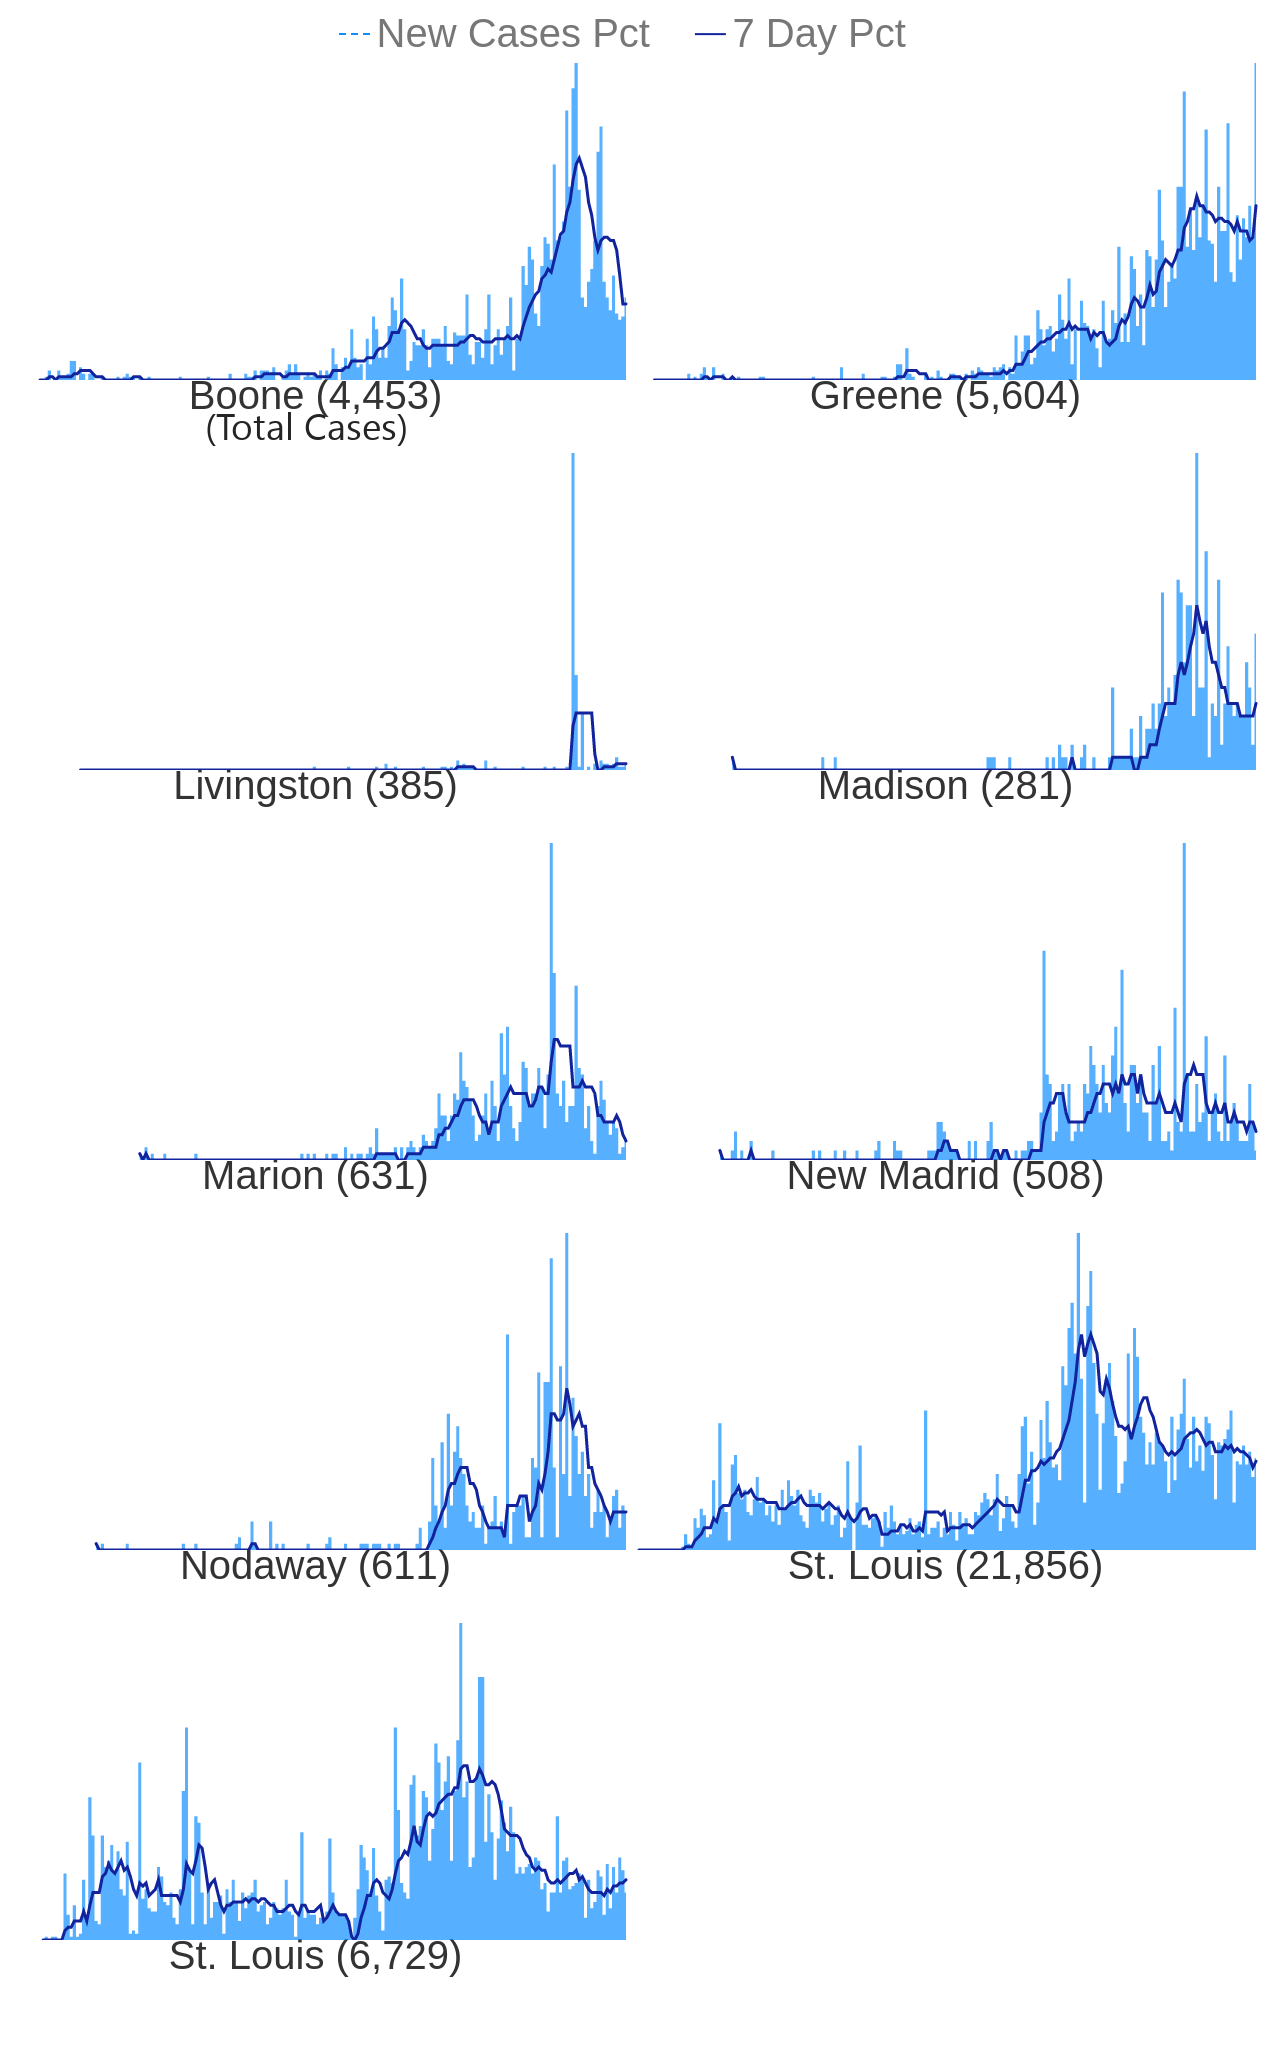 New Cases Pct 7 Day Pct
Boone (4,453) Greene (5,604)
(Total Cases)
Livingston (385) Madison (281)
Marion (631) New Madrid (508)
Nodaway (611) St. Louis (21,856)
St. Louis (6,729)